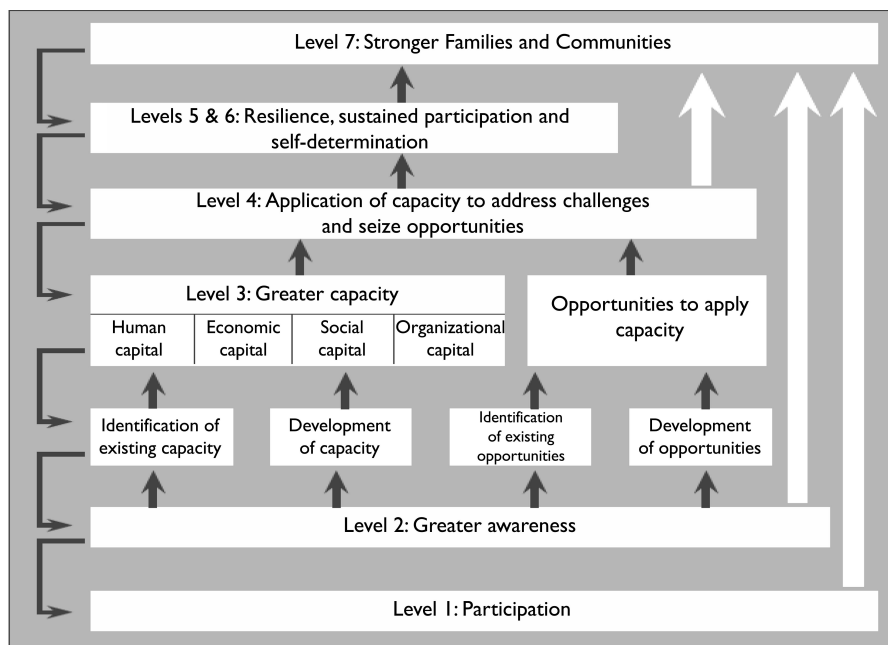 Level 7: Stronger Families and Communities
Levels 5 & 6: Resilience, sustained participation and
self-determination
Level 4: Application of capacity to address challenges
and seize opportunities
Level 3: Greater capacity
Human
capital
Economic
capital
Social
capital
Organizational
capital
Opportunities to apply
capacity
Identification of
existing capacity
Development
of capacity
Identification
of existing
opportunities
Development
of opportunities
Level 2: Greater awareness
Level 1: Participation